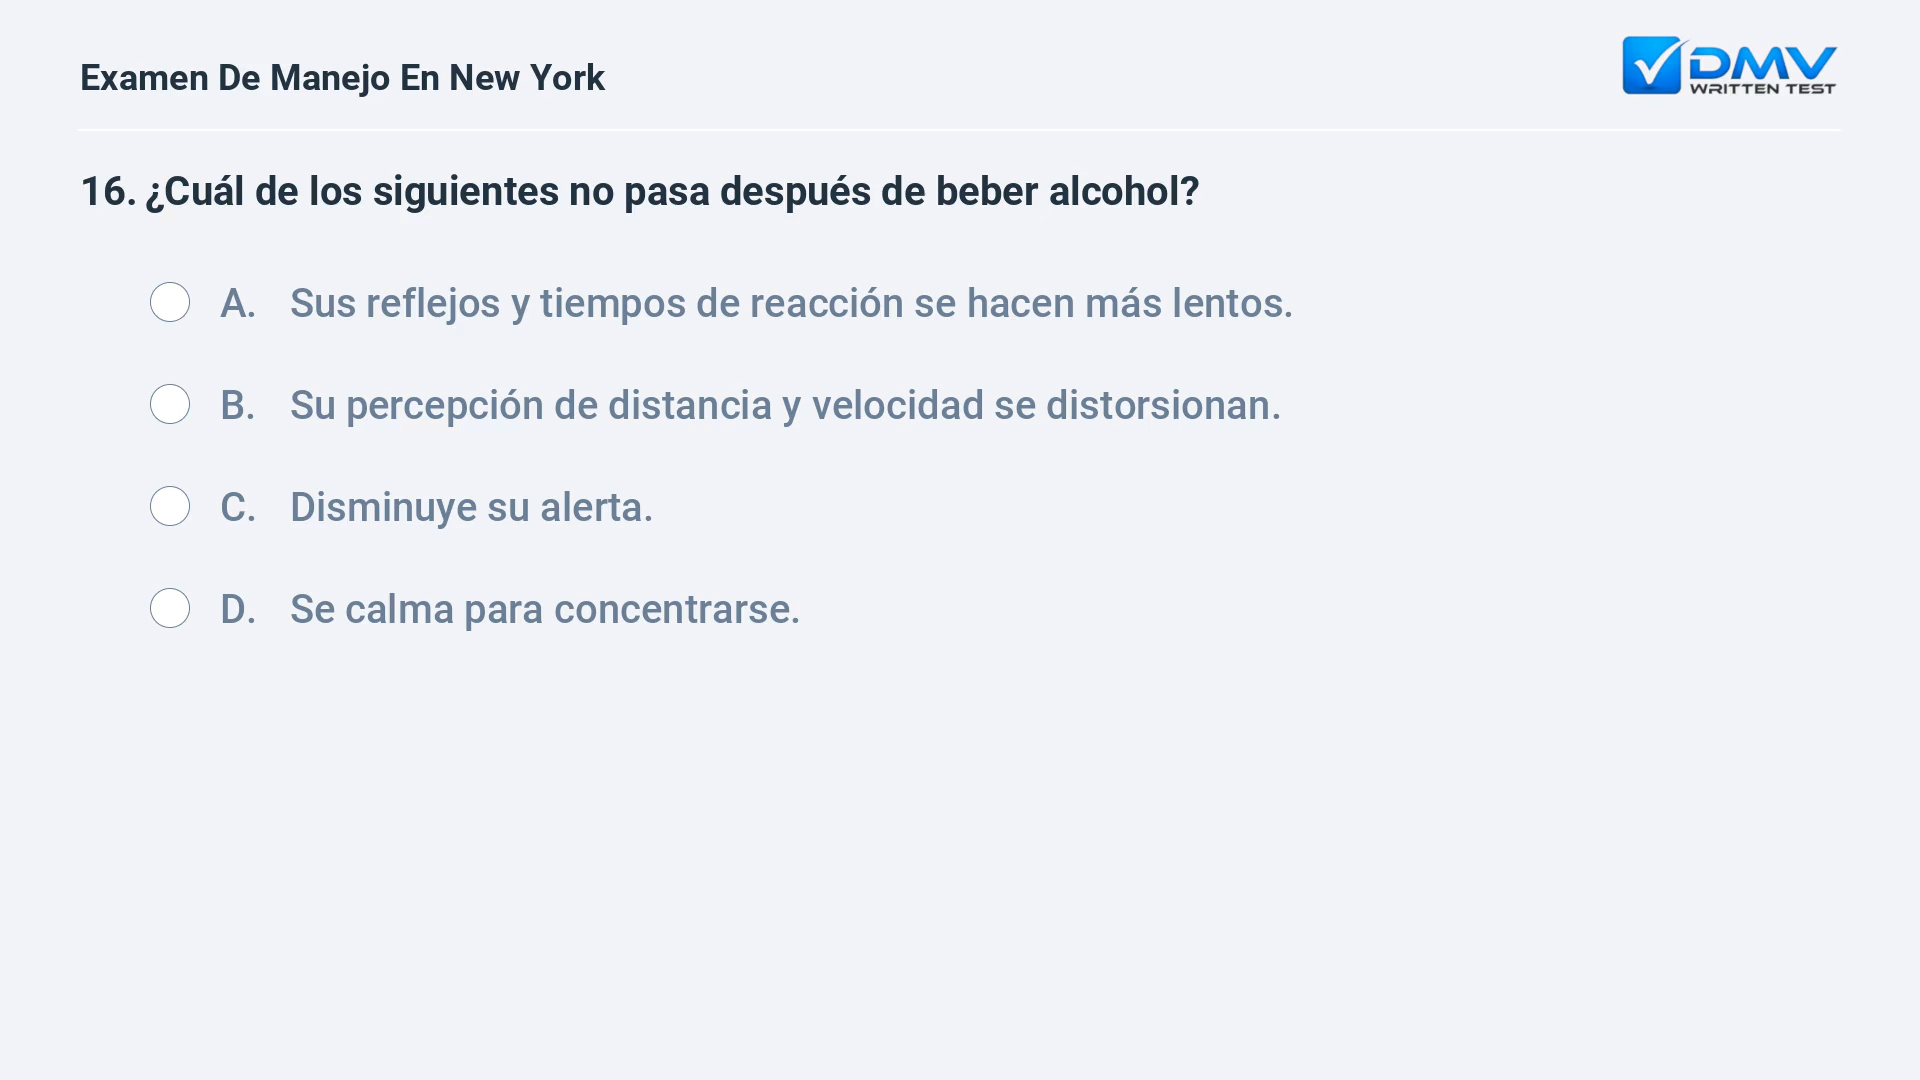 Examen De Manejo En New York
DMV
WRITTEN TEST
16. ¿Cuál de los siguientes no pasa después de beber alcohol?
A. Sus reflejos y tiempos de reacción se hacen más lentos.
B. Su percepción de distancia y velocidad se distorsionan.
C. Disminuye su alerta.
D. Se calma para concentrarse.